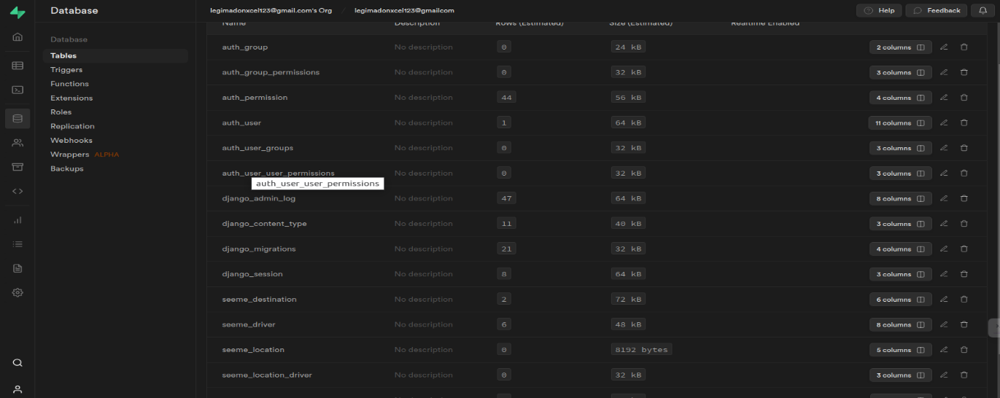 Database
legimadonxcel123@gmail.com's Org / legimadonxcel123@gmailcom
Help
Feedback
Database
Tables
Triggers
Functions
Extensions
Roles
Replication
Webhooks
Wrappers ALPHA
Backups
Name Description Rows (Estimated) Size (Estimated) Realtime Enabled
auth_group No description 0 24 kB 2 columns
auth_group_permissions No description 0 32 kB 3 columns
auth_permission No description 44 56 kB 4 columns
auth_user No description 1 64 kB 11 columns
auth_user_groups No description 0 32 kB 3 columns
auth_user_user_permissions No description 0 32 kB 3 columns
auth_user_user_permissions
django_admin_log No description 47 64 kB 8 columns
django_content_type No description 11 40 kB 3 columns
django_migrations No description 21 32 kB 4 columns
django_session No description 8 64 kB 3 columns
seeme_destination No description 2 72 kB 6 columns
seeme_driver No description 6 48 kB 8 columns
seeme_location No description 0 8192 bytes 5 columns
seeme_location_driver No description 0 32 kB 3 columns